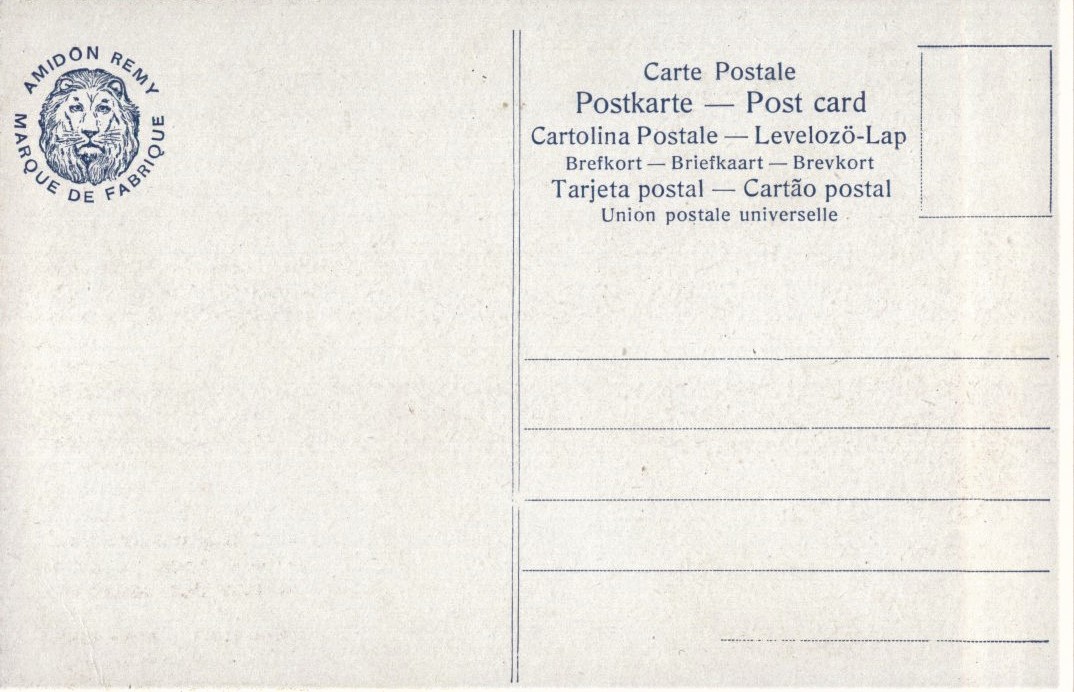 AMIDON REMY
MARQUE DE FABRIQUE
Carte Postale
Postkarte — Post card
Cartolina Postale — Levelozö-Lap
Brefkort — Briefkaart — Brevkort
Tarjeta postal — Cartão postal
Union postale universelle